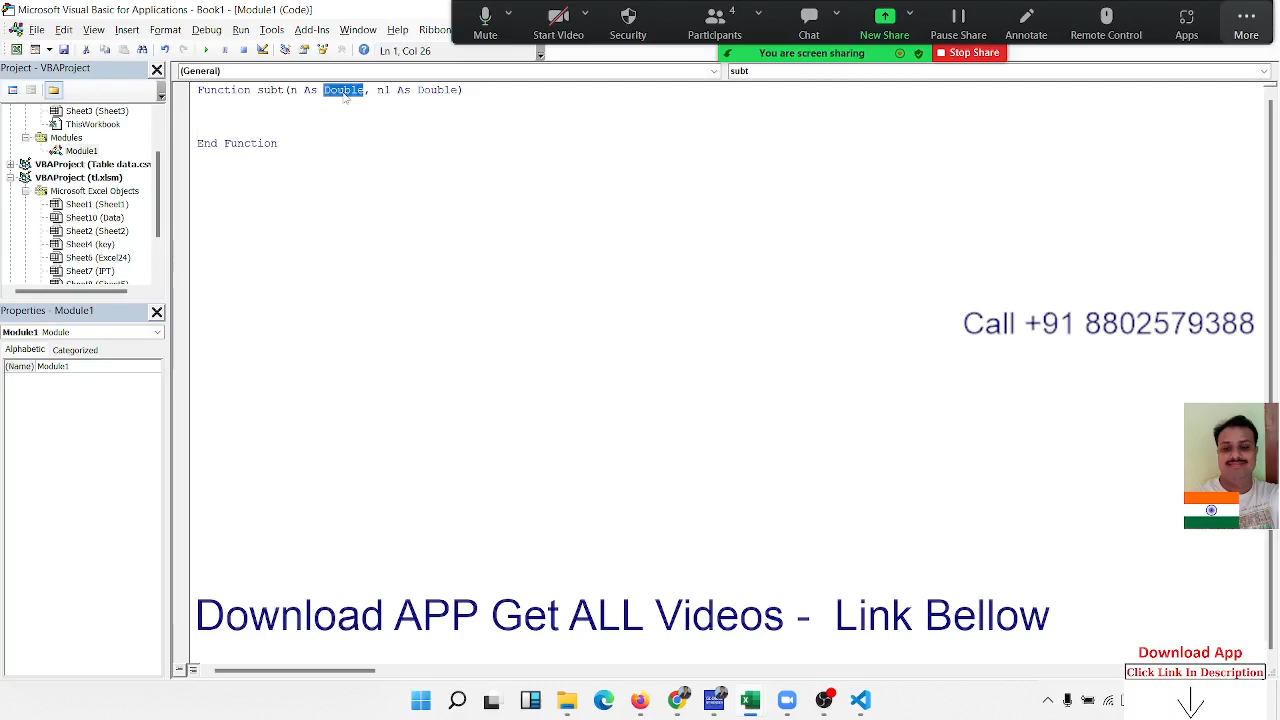 Microsoft Visual Basic for Applications - Book1 - [Module1 (Code)]
File Edit View Insert Format Debug Run Tools Add-Ins Window Ribbon
Ln 1, Col 26
Mute Start Video Security Participants 4 Chat New Share Pause Share Annotate Remote Control Apps More
You are screen sharing Stop Share
Project - VBAProject
Sheet3 (Sheet3)
ThisWorkbook
Modules
Module1
VBAProject (Table data.csv
VBAProject (tl.xlsm)
Microsoft Excel Objects
Sheet1 (Sheet1)
Sheet10 (Data)
Sheet2 (Sheet2)
Sheet4 (key)
Sheet6 (Excel24)
Sheet7 (IPT)
Properties - Module1
Module1 Module
Alphabetic Categorized
(Name) Module1
(General) subt
Function subt(n As Double, n1 As Double)
End Function
Call +91 8802579388
Download APP Get ALL Videos - Link Bellow
Download App
Click Link In Description